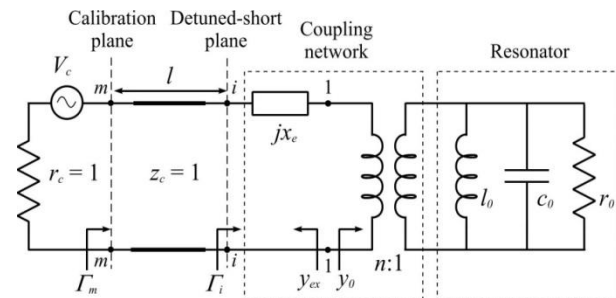 Calibration plane
Detuned-short plane
Coupling network
Resonator
V_c
m
l
i
1
jx_e
r_c = 1
z_c = 1
l_0
c_0
r_0
n:1
m
i
1
Γ_m
Γ_i
y_ex
y_0